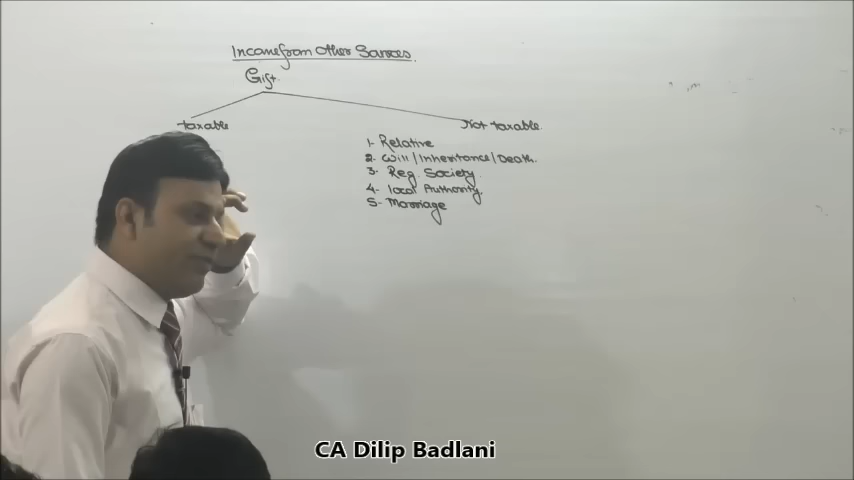 Income from Other Sources.
Gift.
Taxable
Not Taxable.
1- Relative
2- Will / Inheritance / Death.
3- Reg. Society.
4- local Authority.
5- Marriage
CA Dilip Badlani